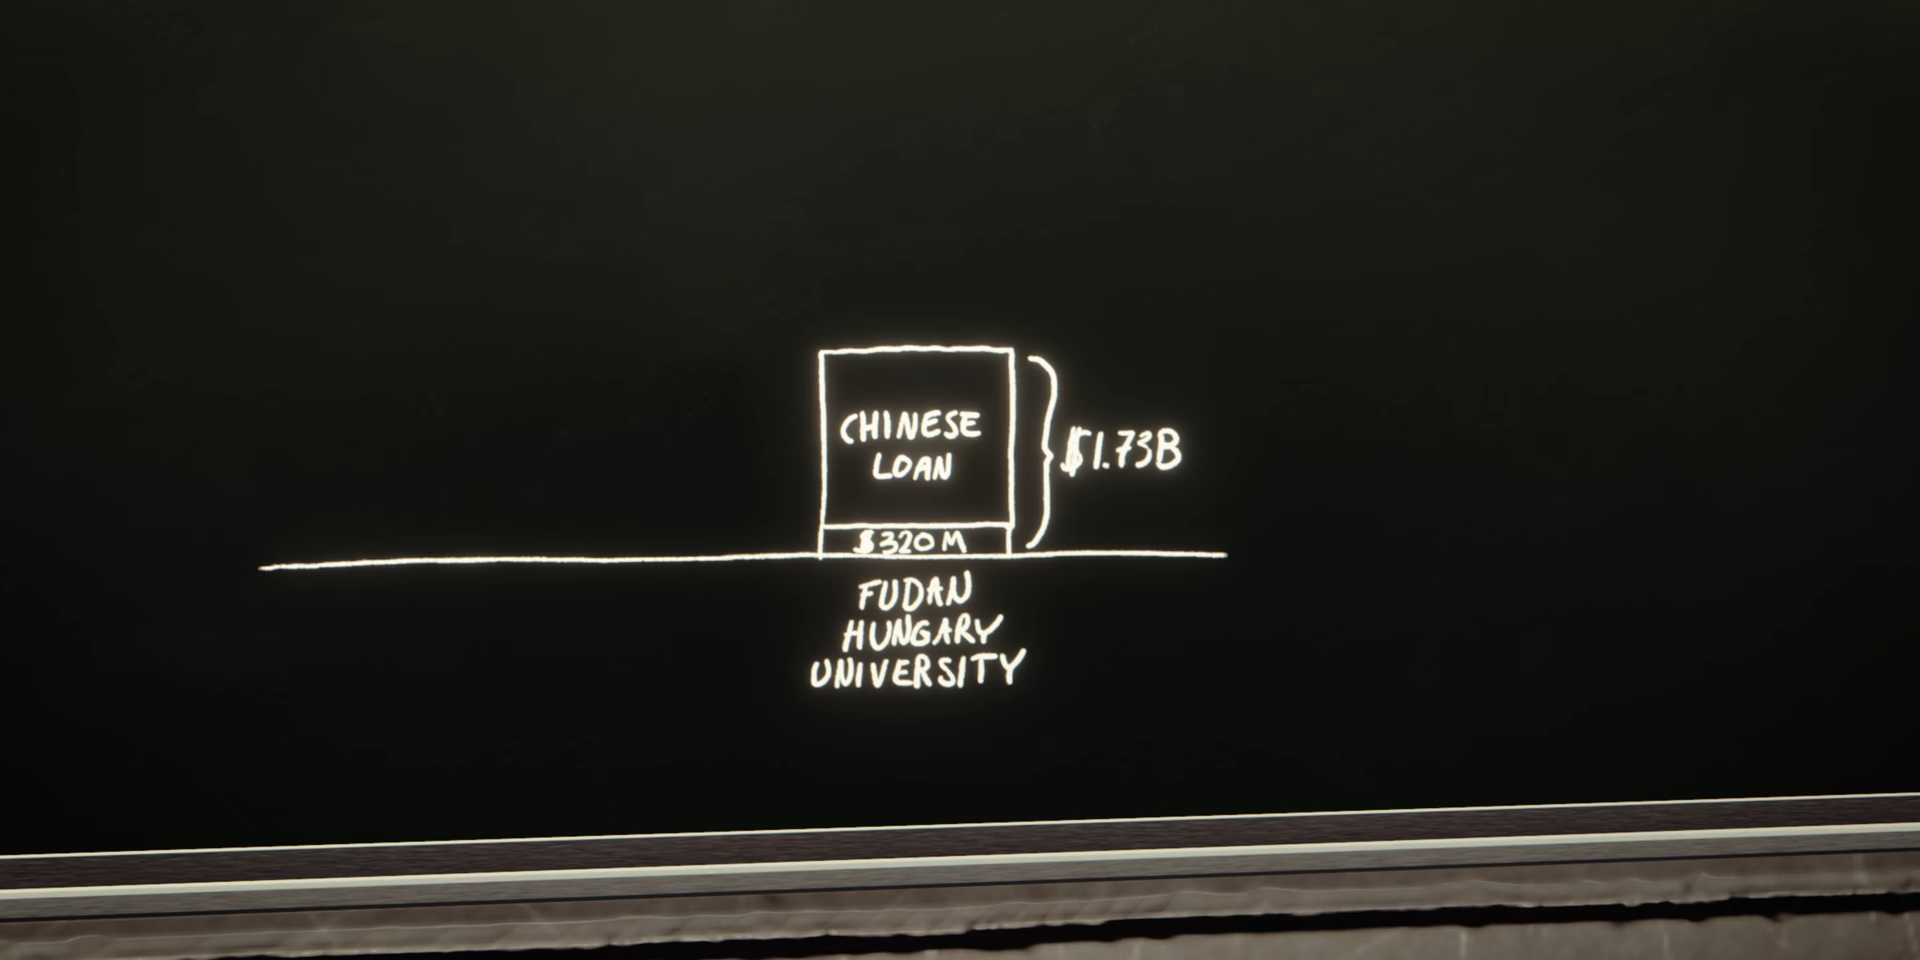 CHINESE
LOAN
$1.73B
$320M
FUDAN
HUNGARY
UNIVERSITY